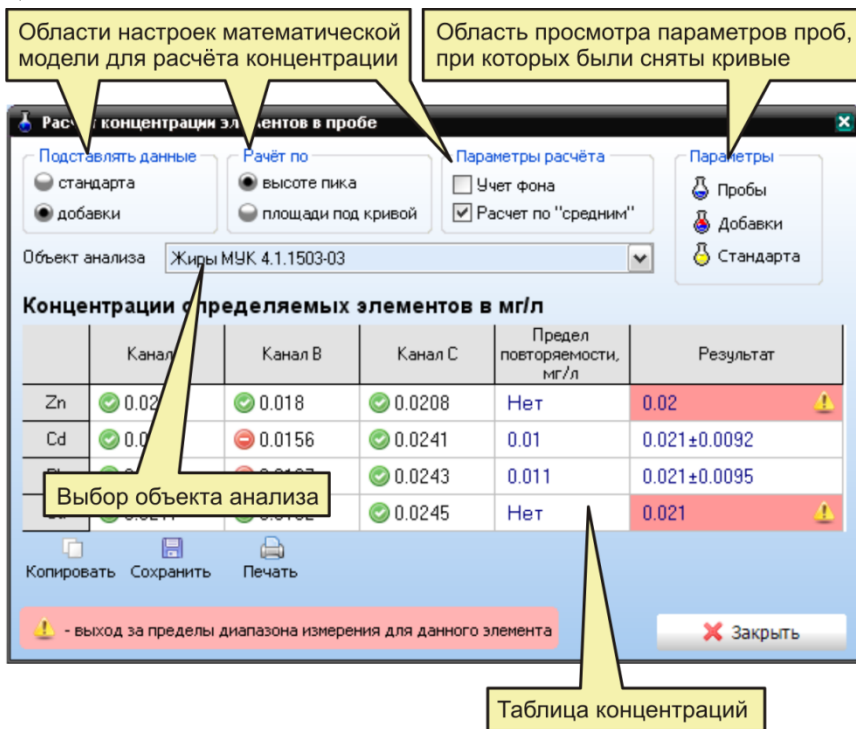 Области настроек математической
модели для расчёта концентрации
Область просмотра параметров проб,
при которых были сняты кривые
концентрации элементов в пробе
Подставлять данные
стандарта
добавки
Рачёт по
высоте пика
площади под кривой
Параметры расчёта
Учет фона
Расчет по "средним"
Параметры
Пробы
Добавки
Стандарта
Объект анализа
Жиры МУК 4.1.1503-03
Концентрации определяемых элементов в мг/л
Канал
Канал B
Канал C
Предел
повторяемости,
мг/л
Результат
Zn 0.018 0.0208 Нет 0.02
Cd 0.0156 0.0241 0.01 0.021±0.0092
0.0243 0.011 0.021±0.0095
0.0245 Нет 0.021
Выбор объекта анализа
Копировать Сохранить Печать
- выход за пределы диапазона измерения для данного элемента
Закрыть
Таблица концентраций